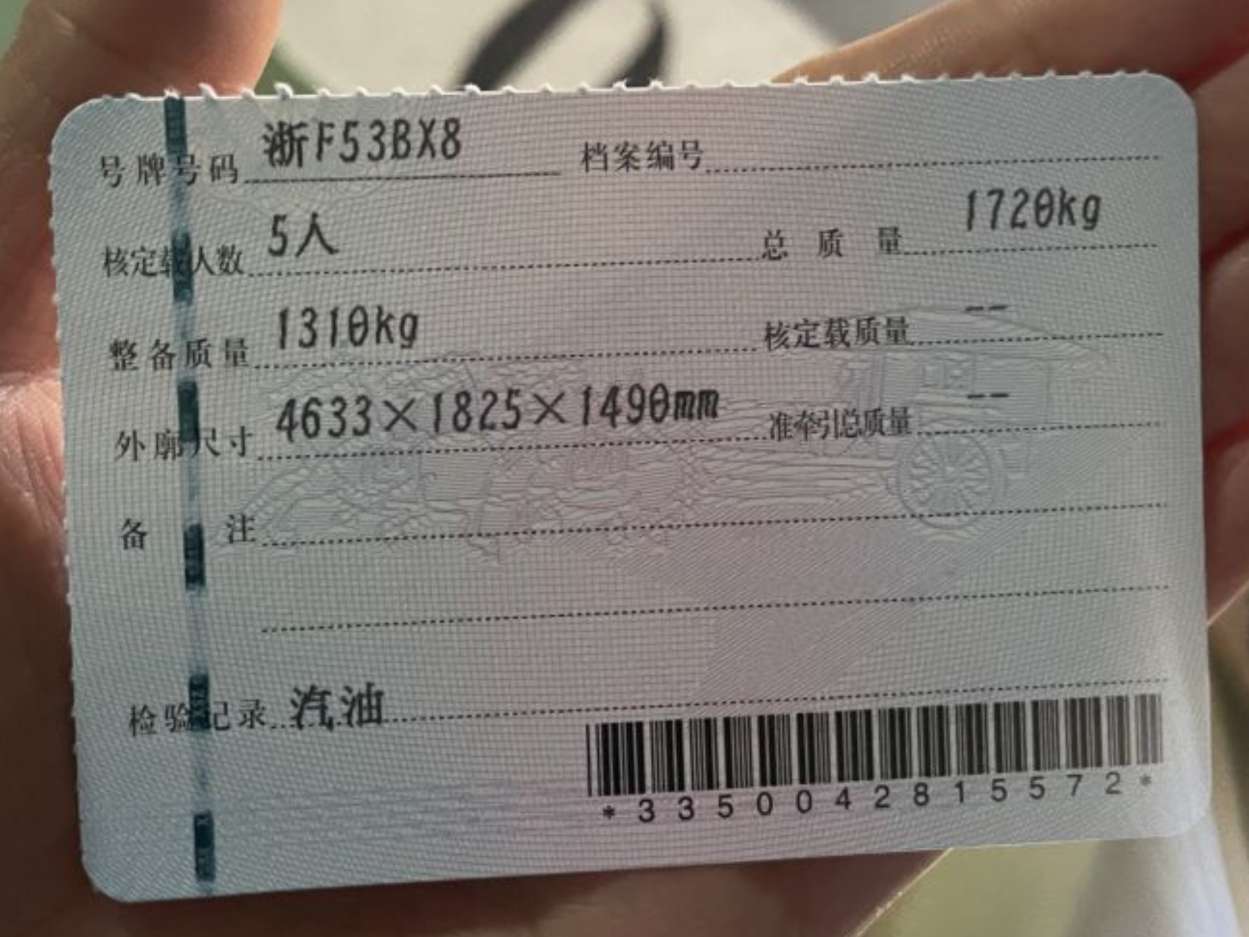 号牌号码 浙F53BX8 档案编号
核定载人数 5人 总质量 1720kg
整备质量 1310kg 核定载质量 --
外廓尺寸 4633×1825×1490mm 准牵引总质量 --
备注
检验记录 汽油
*3350042815572*